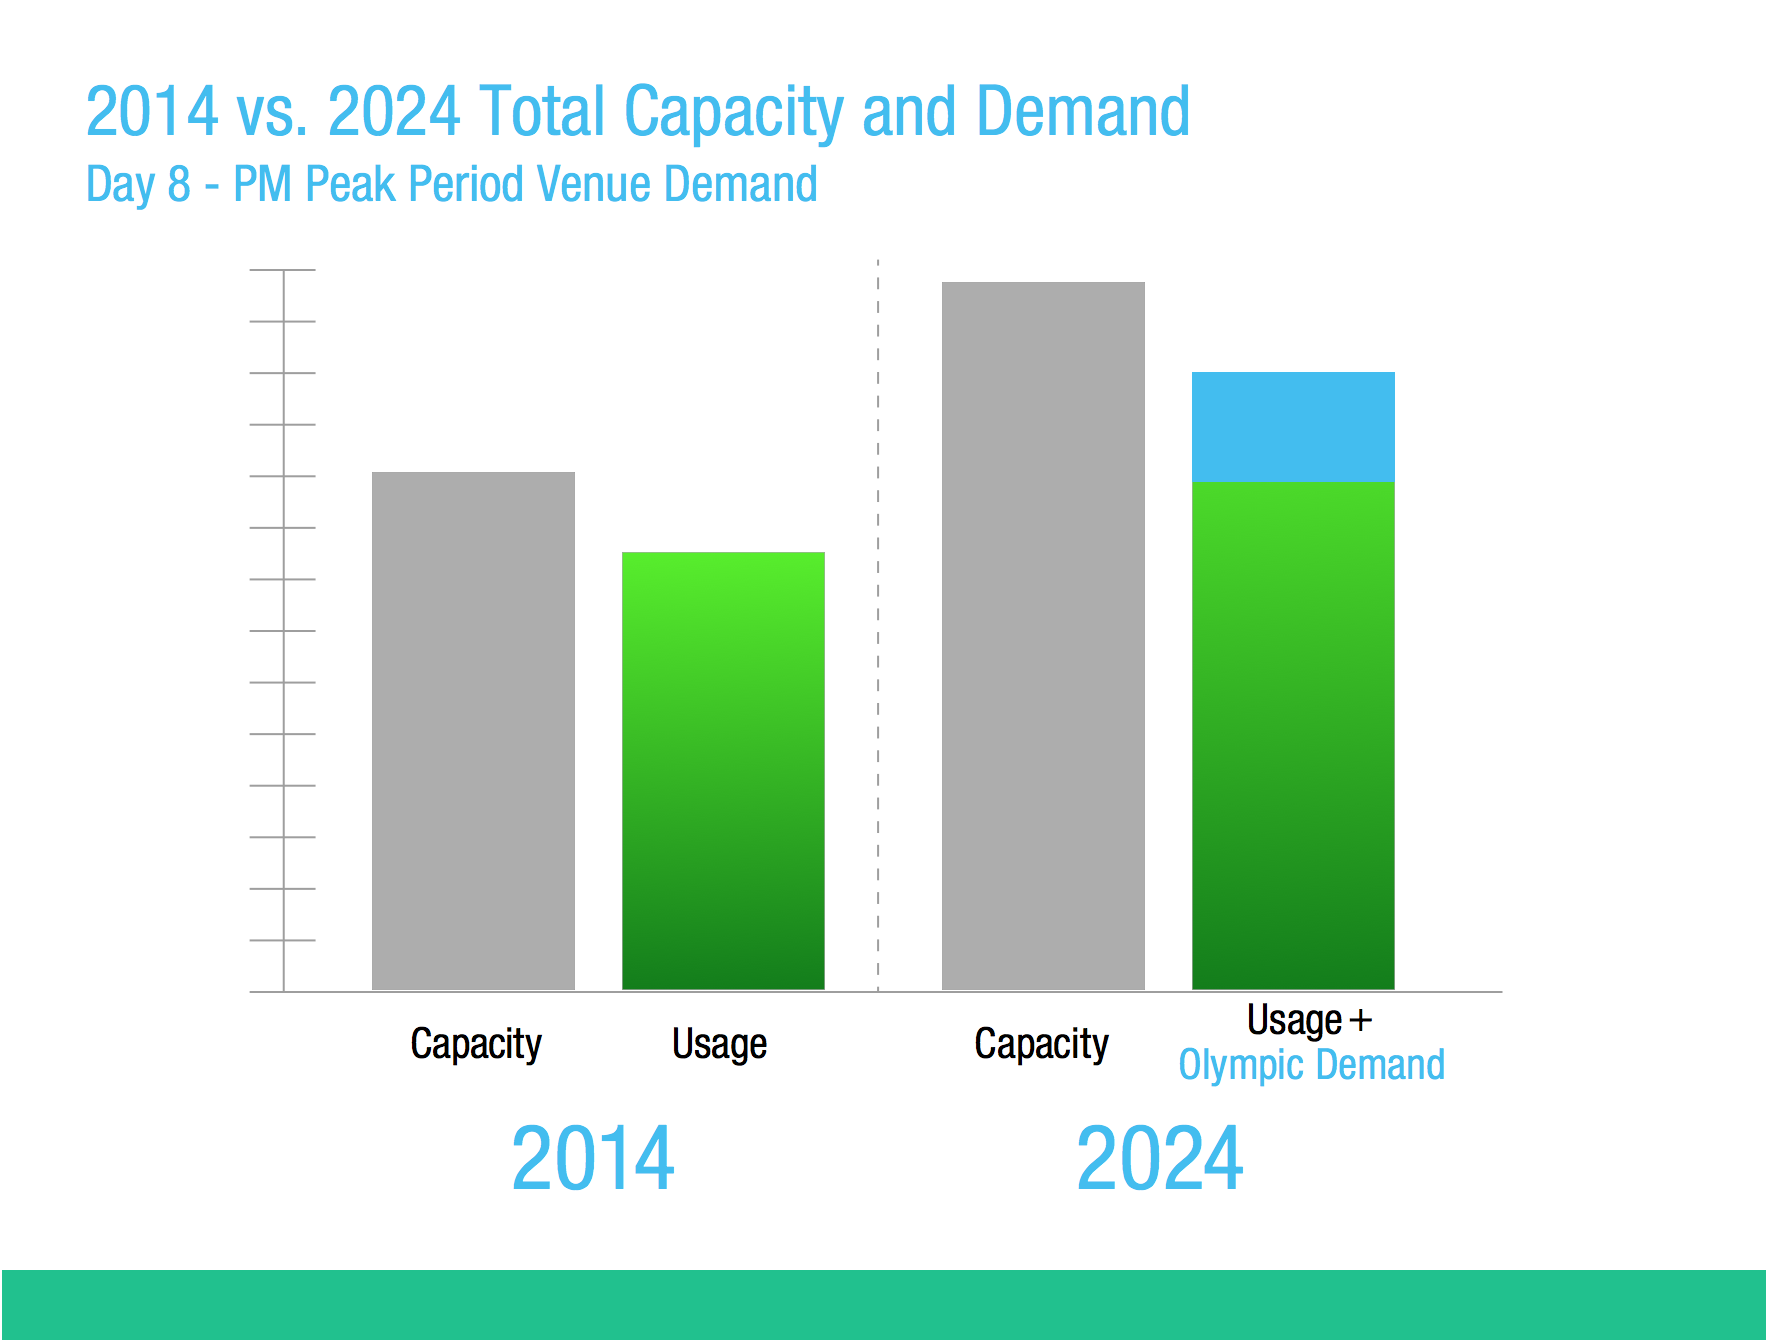 2014 vs. 2024 Total Capacity and Demand
Day 8 - PM Peak Period Venue Demand
Capacity
Usage
Capacity
Usage +
Olympic Demand
2014
2024